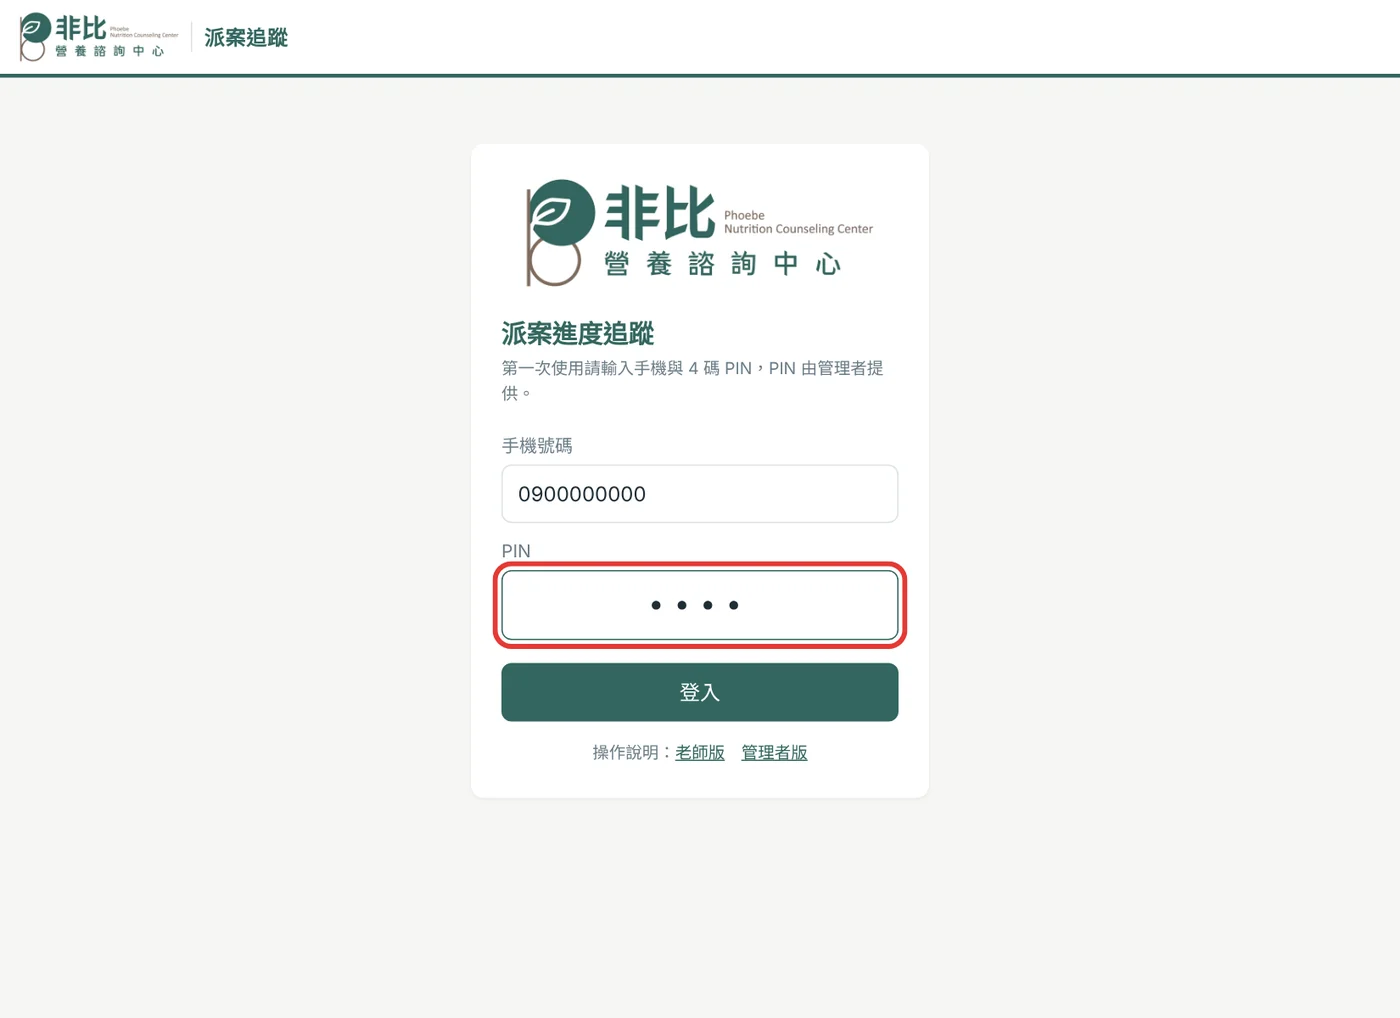 非比
Phoebe
Nutrition Counseling Center
營養諮詢中心
派案追蹤
非比
Phoebe
Nutrition Counseling Center
營養諮詢中心
派案進度追蹤
第一次使用請輸入手機與 4 碼 PIN，PIN 由管理者提
供。
手機號碼
0900000000
PIN
••••
登入
操作說明：老師版 管理者版